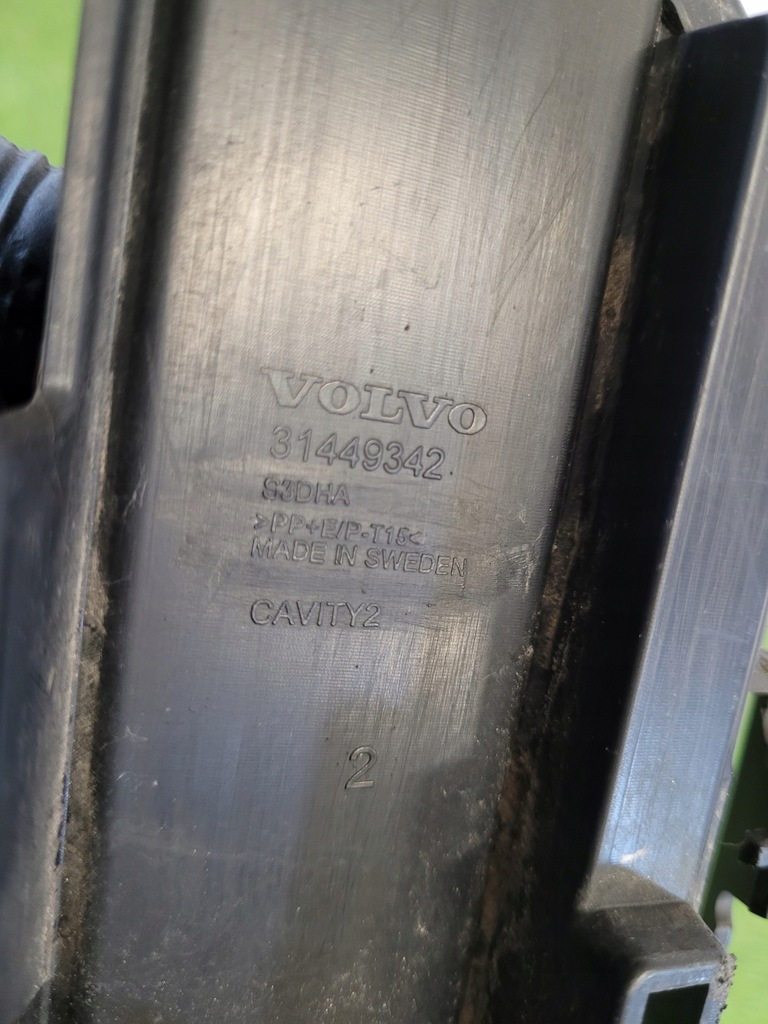 VOLVO
31449342
S3DHA
>PP+E/P-T15<
MADE IN SWEDEN
CAVITY2
2